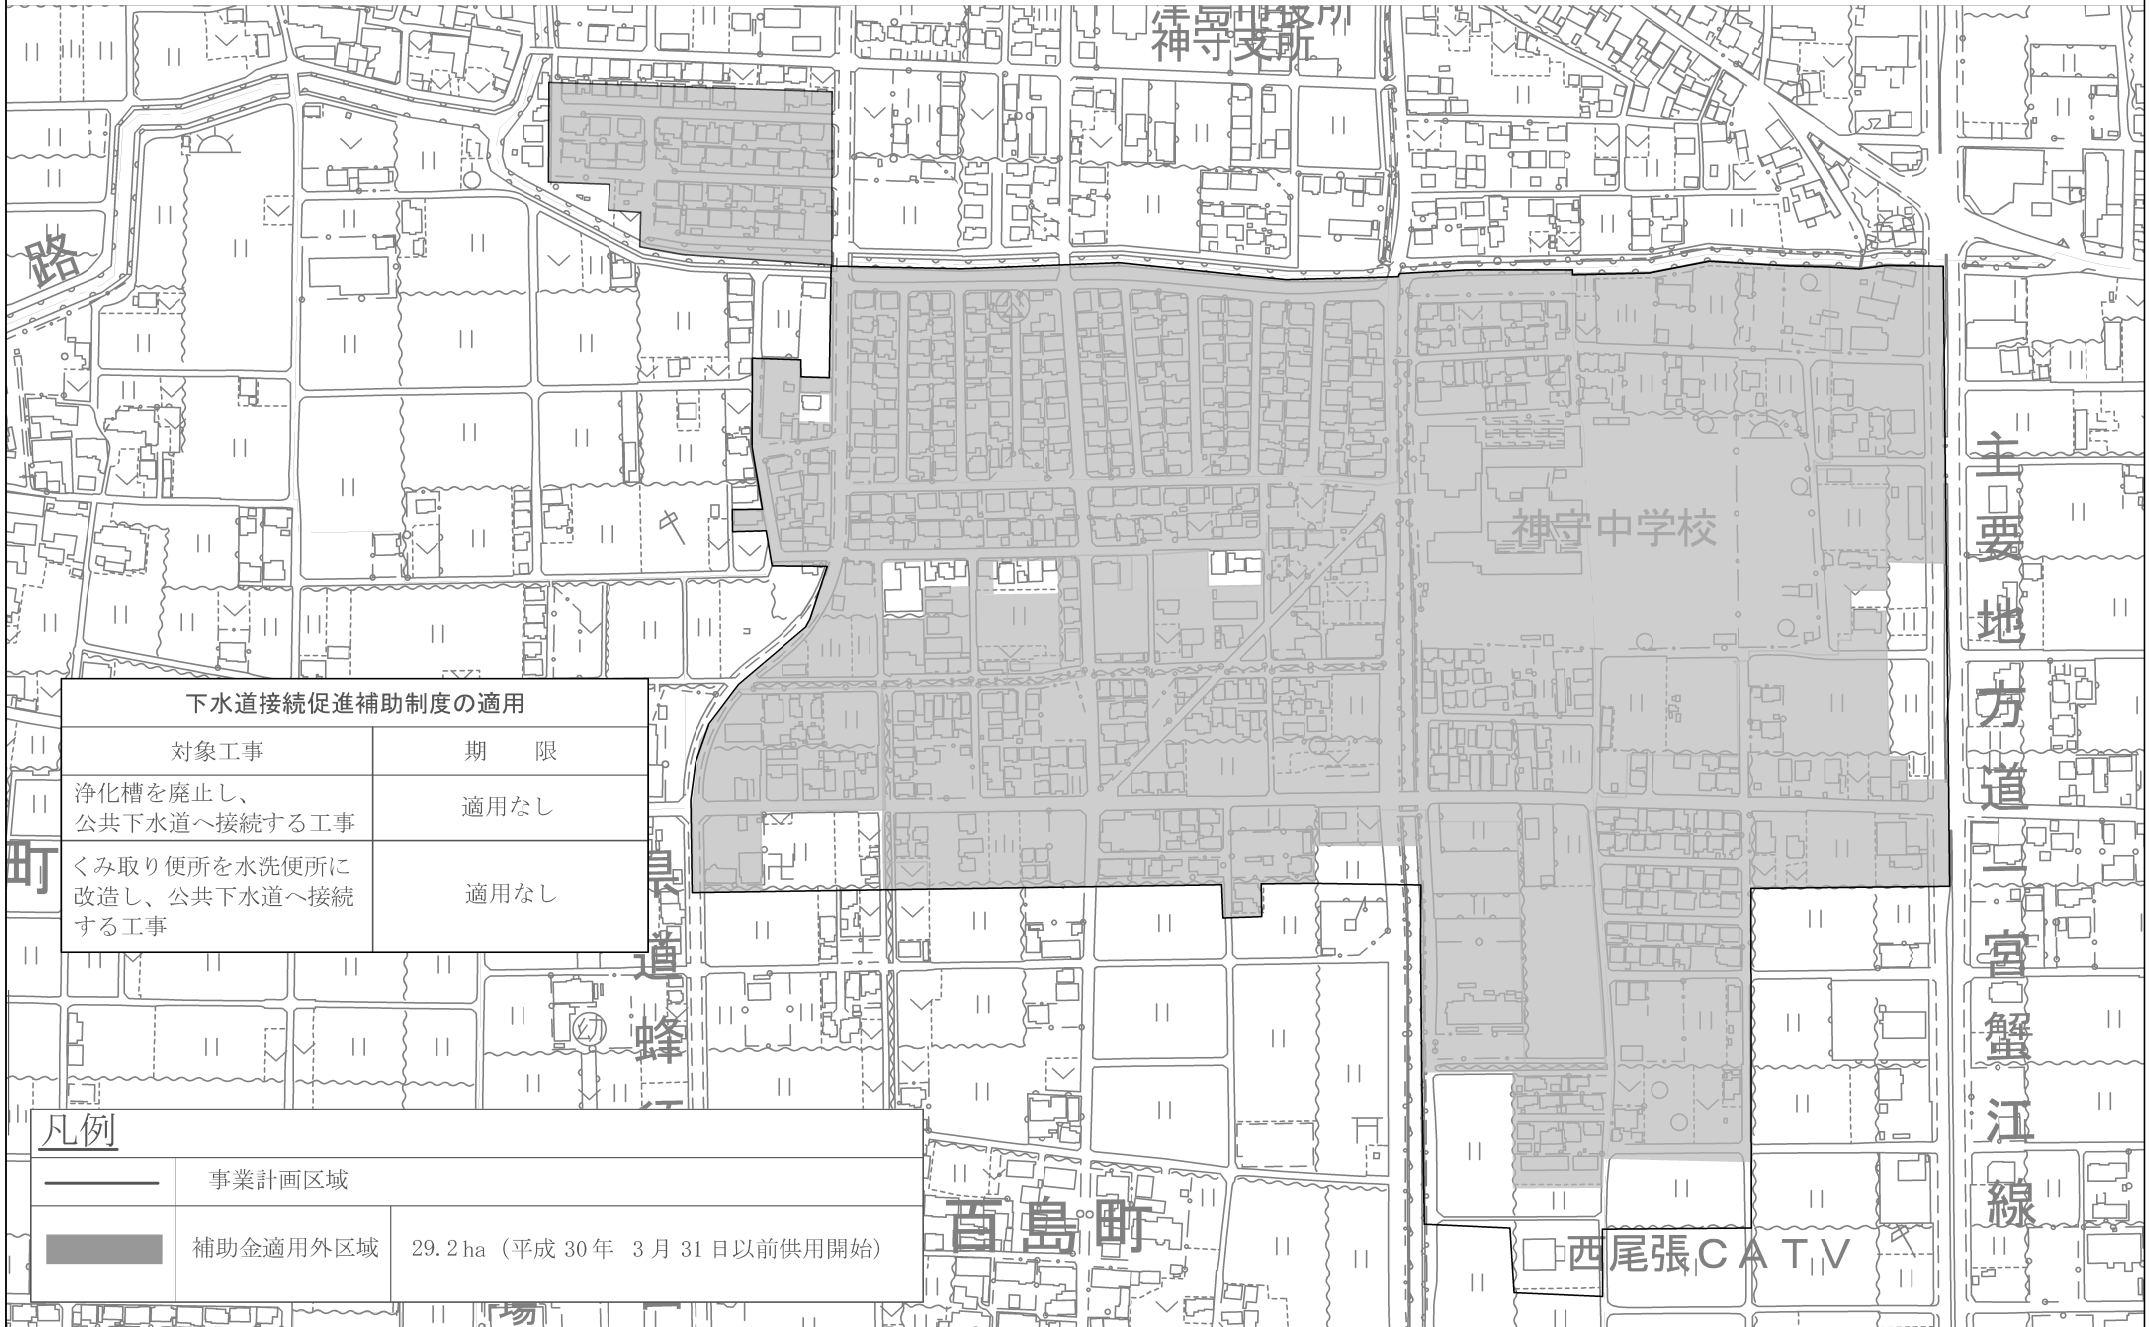 神守支所
路
神守中学校
主要地方道一宮蟹江線
下水道接続促進補助制度の適用
対象工事
期　限
浄化槽を廃止し、
公共下水道へ接続する工事
適用なし
くみ取り便所を水洗便所に
改造し、公共下水道へ接続
する工事
適用なし
町
県道蜂
幼
凡例
事業計画区域
補助金適用外区域
29.2ha（平成 30 年 3 月 31 日以前供用開始）
百島町
西尾張ＣＡＴＶ
場